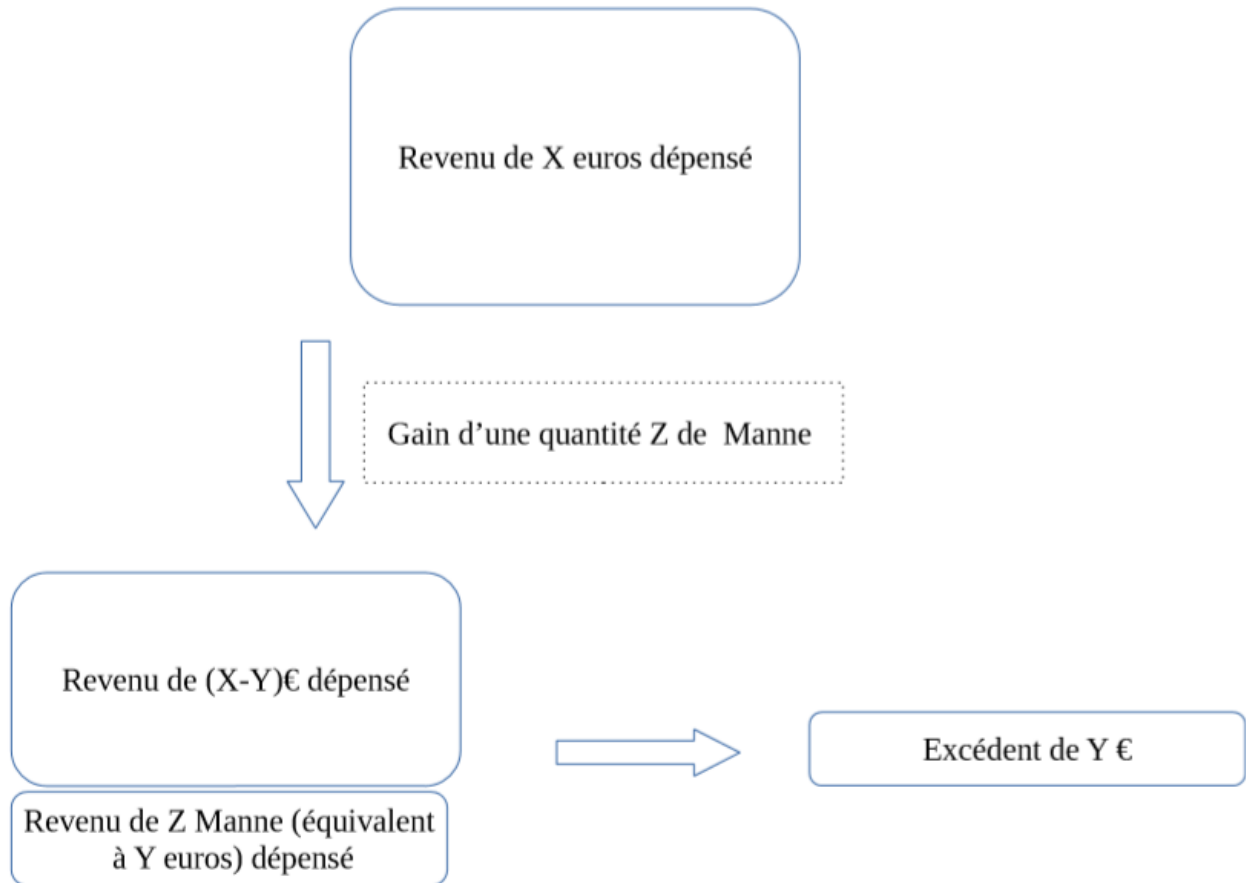 Revenu de X euros dépensé
Gain d’une quantité Z de  Manne
Revenu de (X-Y)€ dépensé
Excédent de Y €
Revenu de Z Manne (équivalent
à Y euros) dépensé